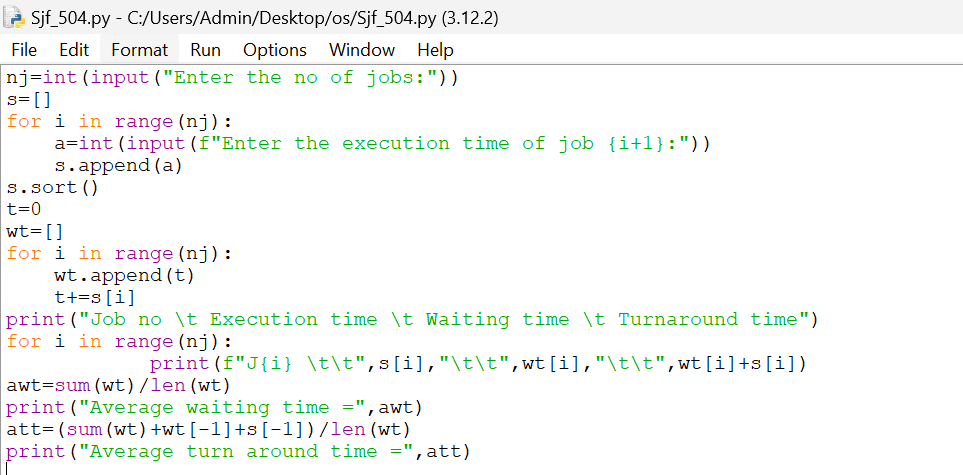 Sjf_504.py - C:/Users/Admin/Desktop/os/Sjf_504.py (3.12.2)
File Edit Format Run Options Window Help
nj=int(input("Enter the no of jobs:"))
s=[]
for i in range(nj):
    a=int(input(f"Enter the execution time of job {i+1}:"))
    s.append(a)
s.sort()
t=0
wt=[]
for i in range(nj):
    wt.append(t)
    t+=s[i]
print("Job no \t Execution time \t Waiting time \t Turnaround time")
for i in range(nj):
            print(f"J{i} \t\t",s[i],"\t\t",wt[i],"\t\t",wt[i]+s[i])
awt=sum(wt)/len(wt)
print("Average waiting time =",awt)
att=(sum(wt)+wt[-1]+s[-1])/len(wt)
print("Average turn around time =",att)